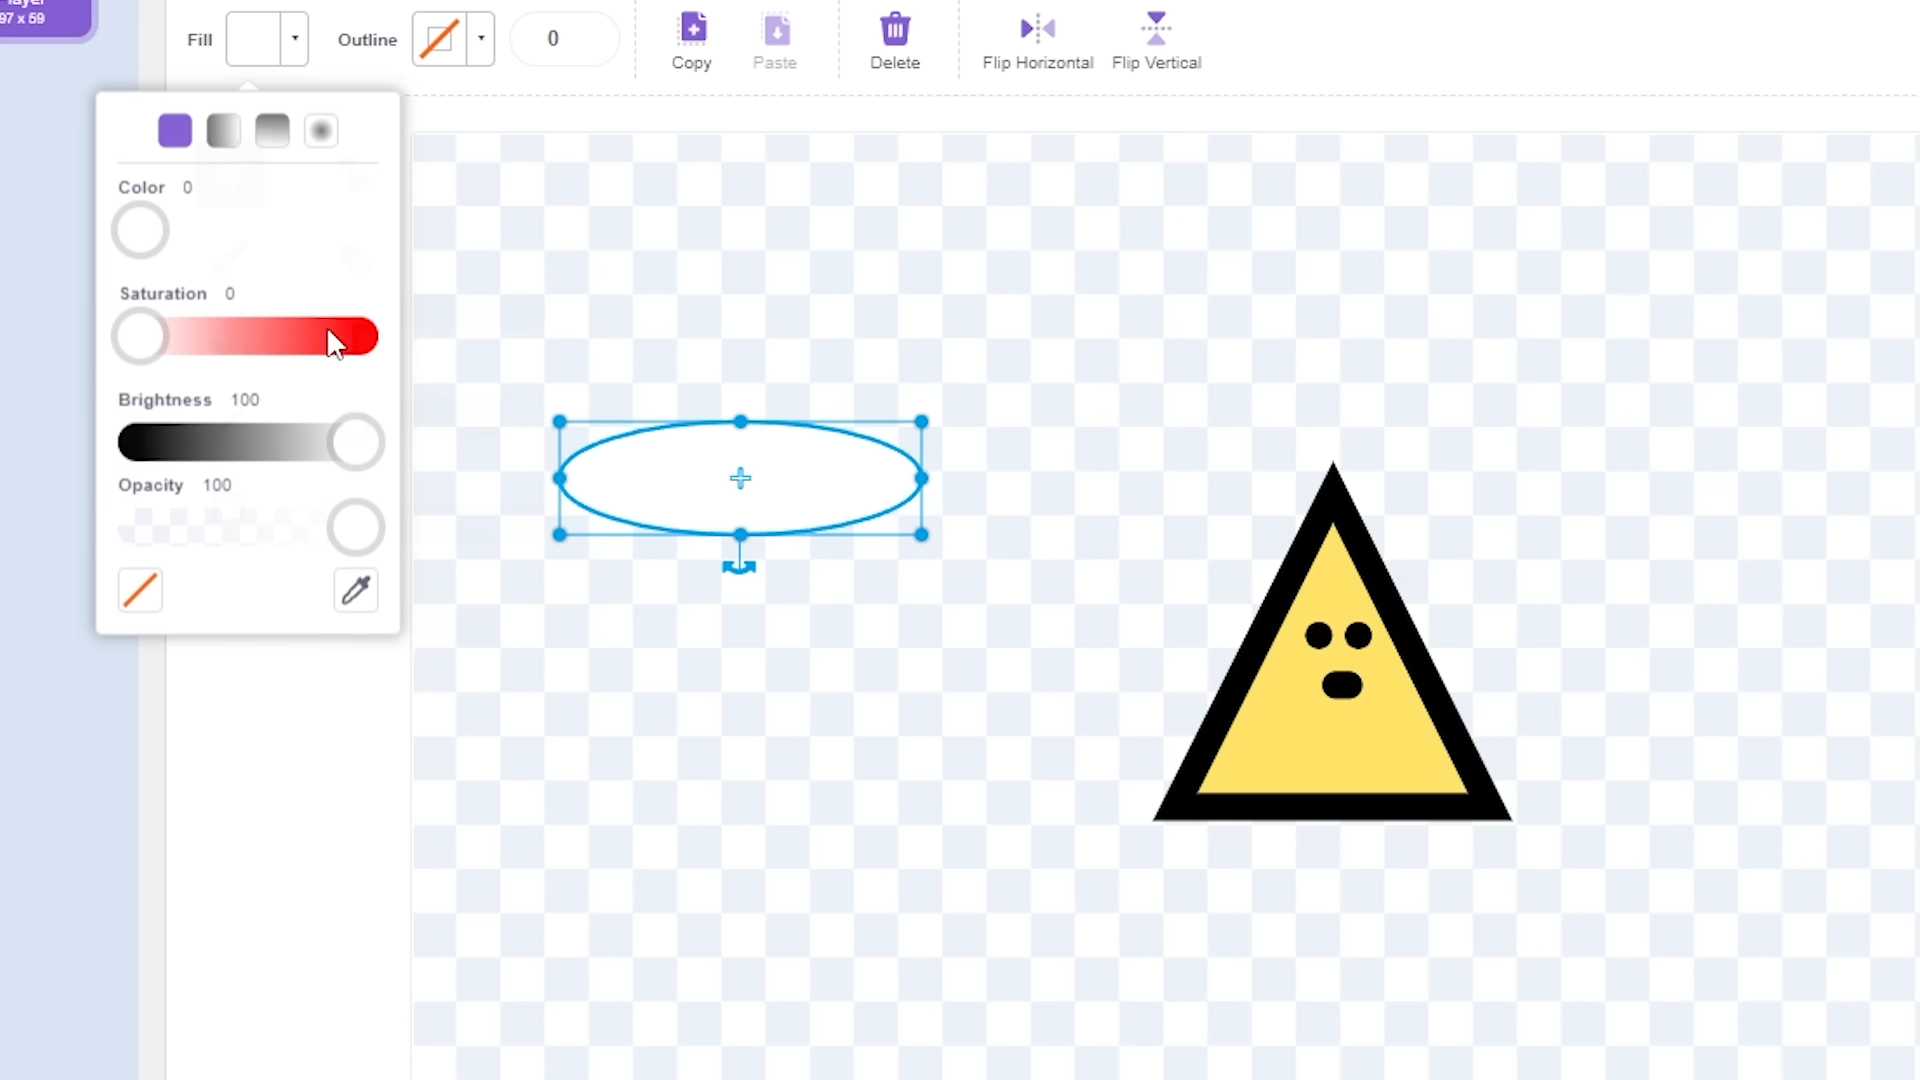 layer
97 x 59
Fill
Outline
0
Copy
Paste
Delete
Flip Horizontal
Flip Vertical
Color 0
Saturation 0
Brightness 100
Opacity 100